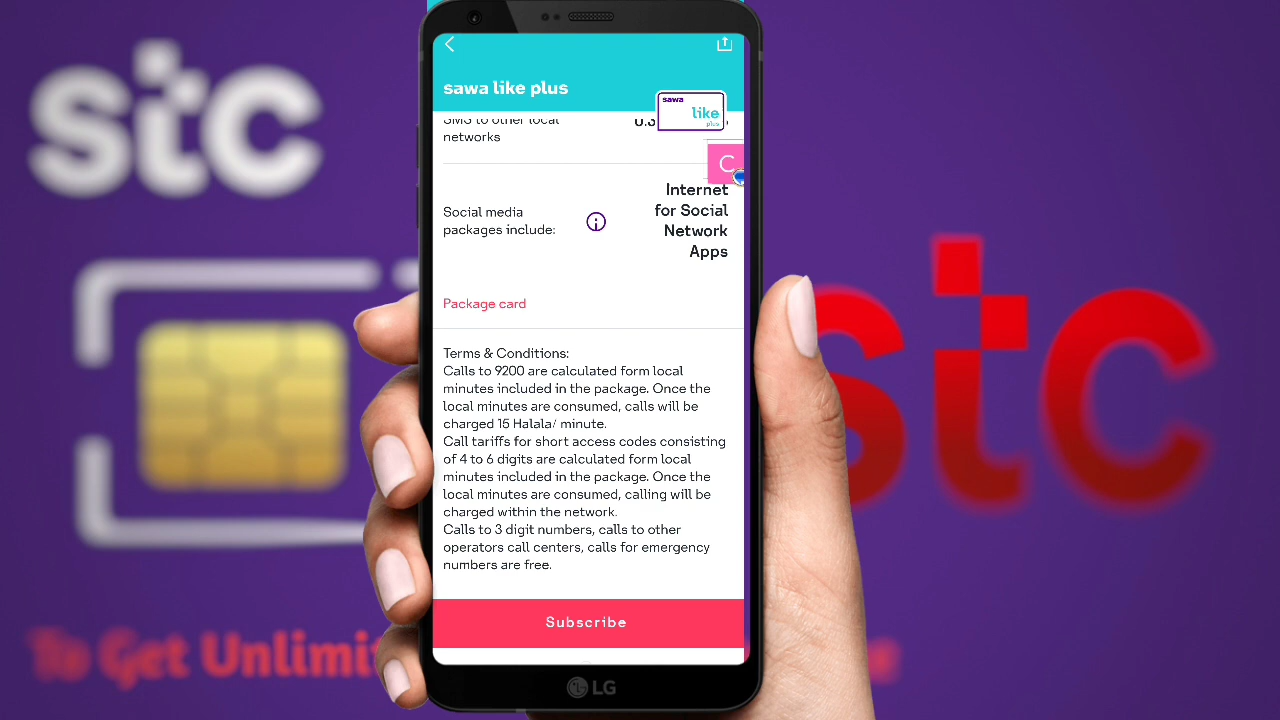 stc
sawa like plus
sawa
like
plus
SMS to other local
networks
C
Internet
for Social
Network
Apps
Social media
packages include:
Package card
Terms & Conditions:
Calls to 9200 are calculated form local
minutes included in the package. Once the
local minutes are consumed, calls will be
charged 15 Halala/ minute.
Call tariffs for short access codes consisting
of 4 to 6 digits are calculated form local
minutes included in the package. Once the
local minutes are consumed, calling will be
charged within the network.
Calls to 3 digit numbers, calls to other
operators call centers, calls for emergency
numbers are free.
Subscribe
LG
stc
To Get